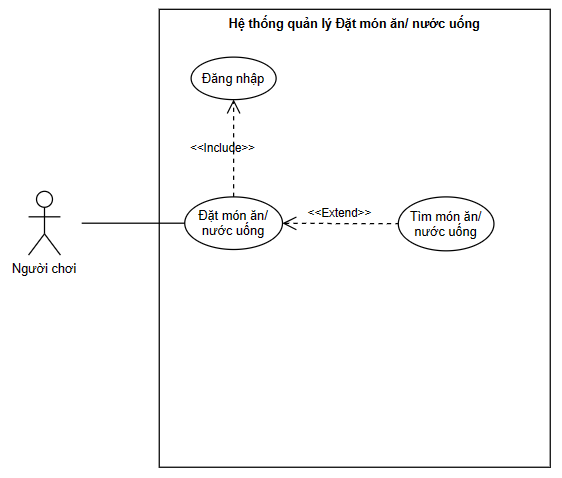 Hệ thống quản lý Đặt món ăn/ nước uống
Đăng nhập
<<Include>>
Đặt món ăn/
nước uống
<<Extend>>
Tìm món ăn/
nước uống
Người chơi